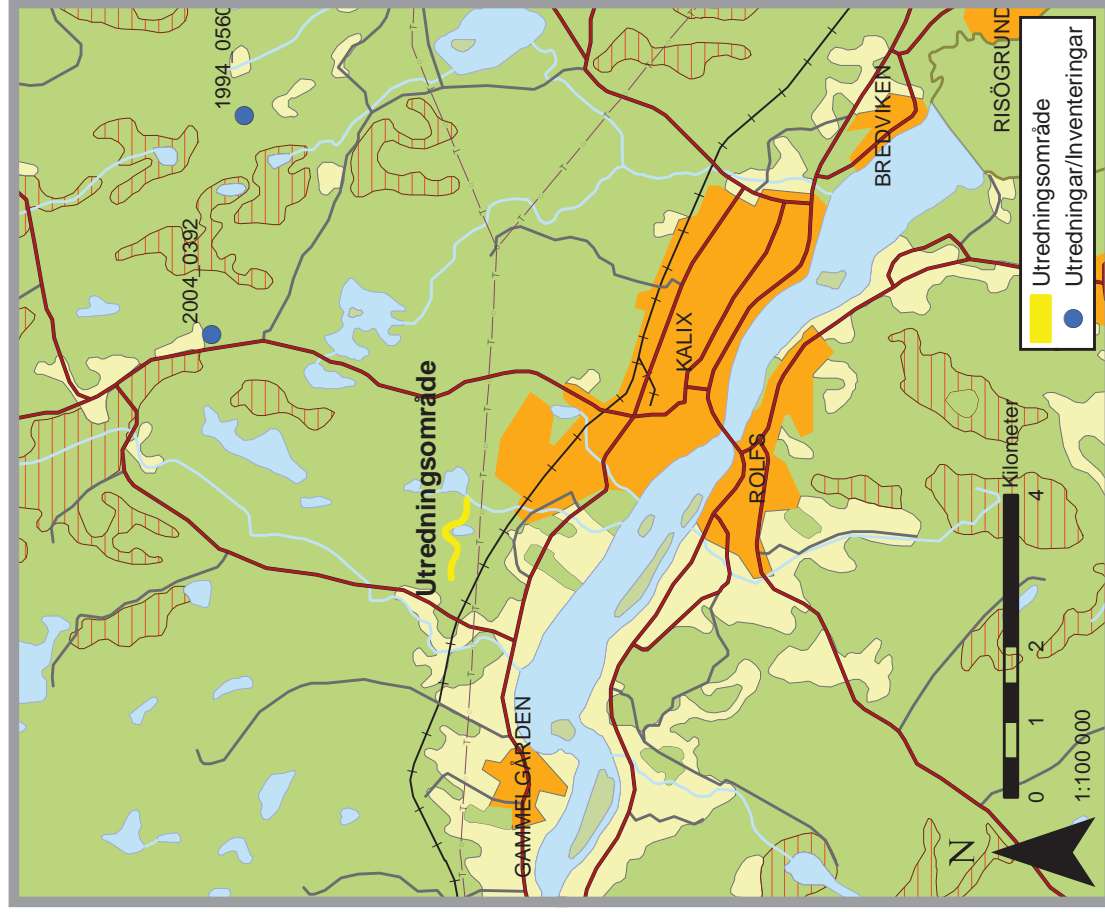 1994_0560
2004_0392
Utredningsområde
KALIX
BREDVIKEN
RISÖGRUND
ROLFS
GAMMELGÅRDEN
Utredningsområde
Utredningar/Inventeringar
N
0 1 2 4
Kilometer
1:100 000